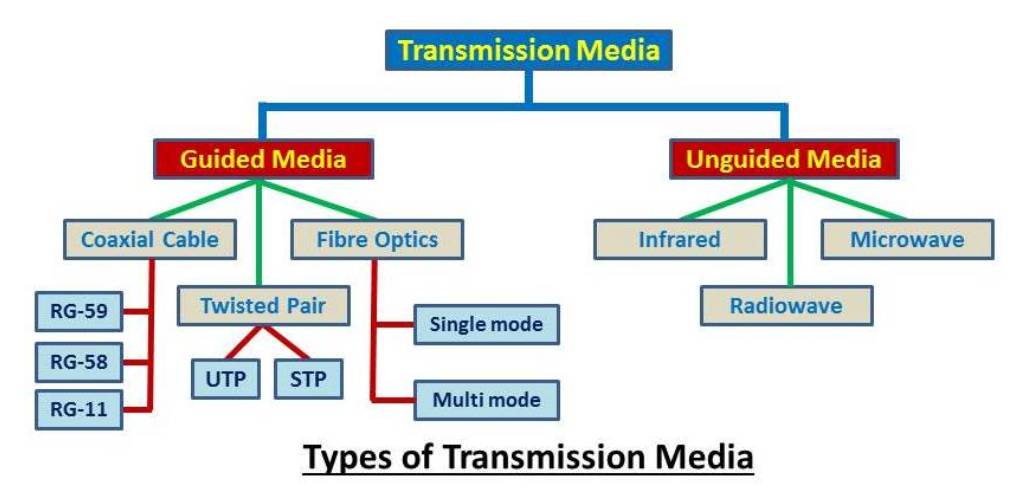 Transmission Media
Guided Media
Unguided Media
Coaxial Cable
Fibre Optics
Infrared
Microwave
RG-59
Twisted Pair
Radiowave
Single mode
RG-58
UTP
STP
RG-11
Multi mode
Types of Transmission Media